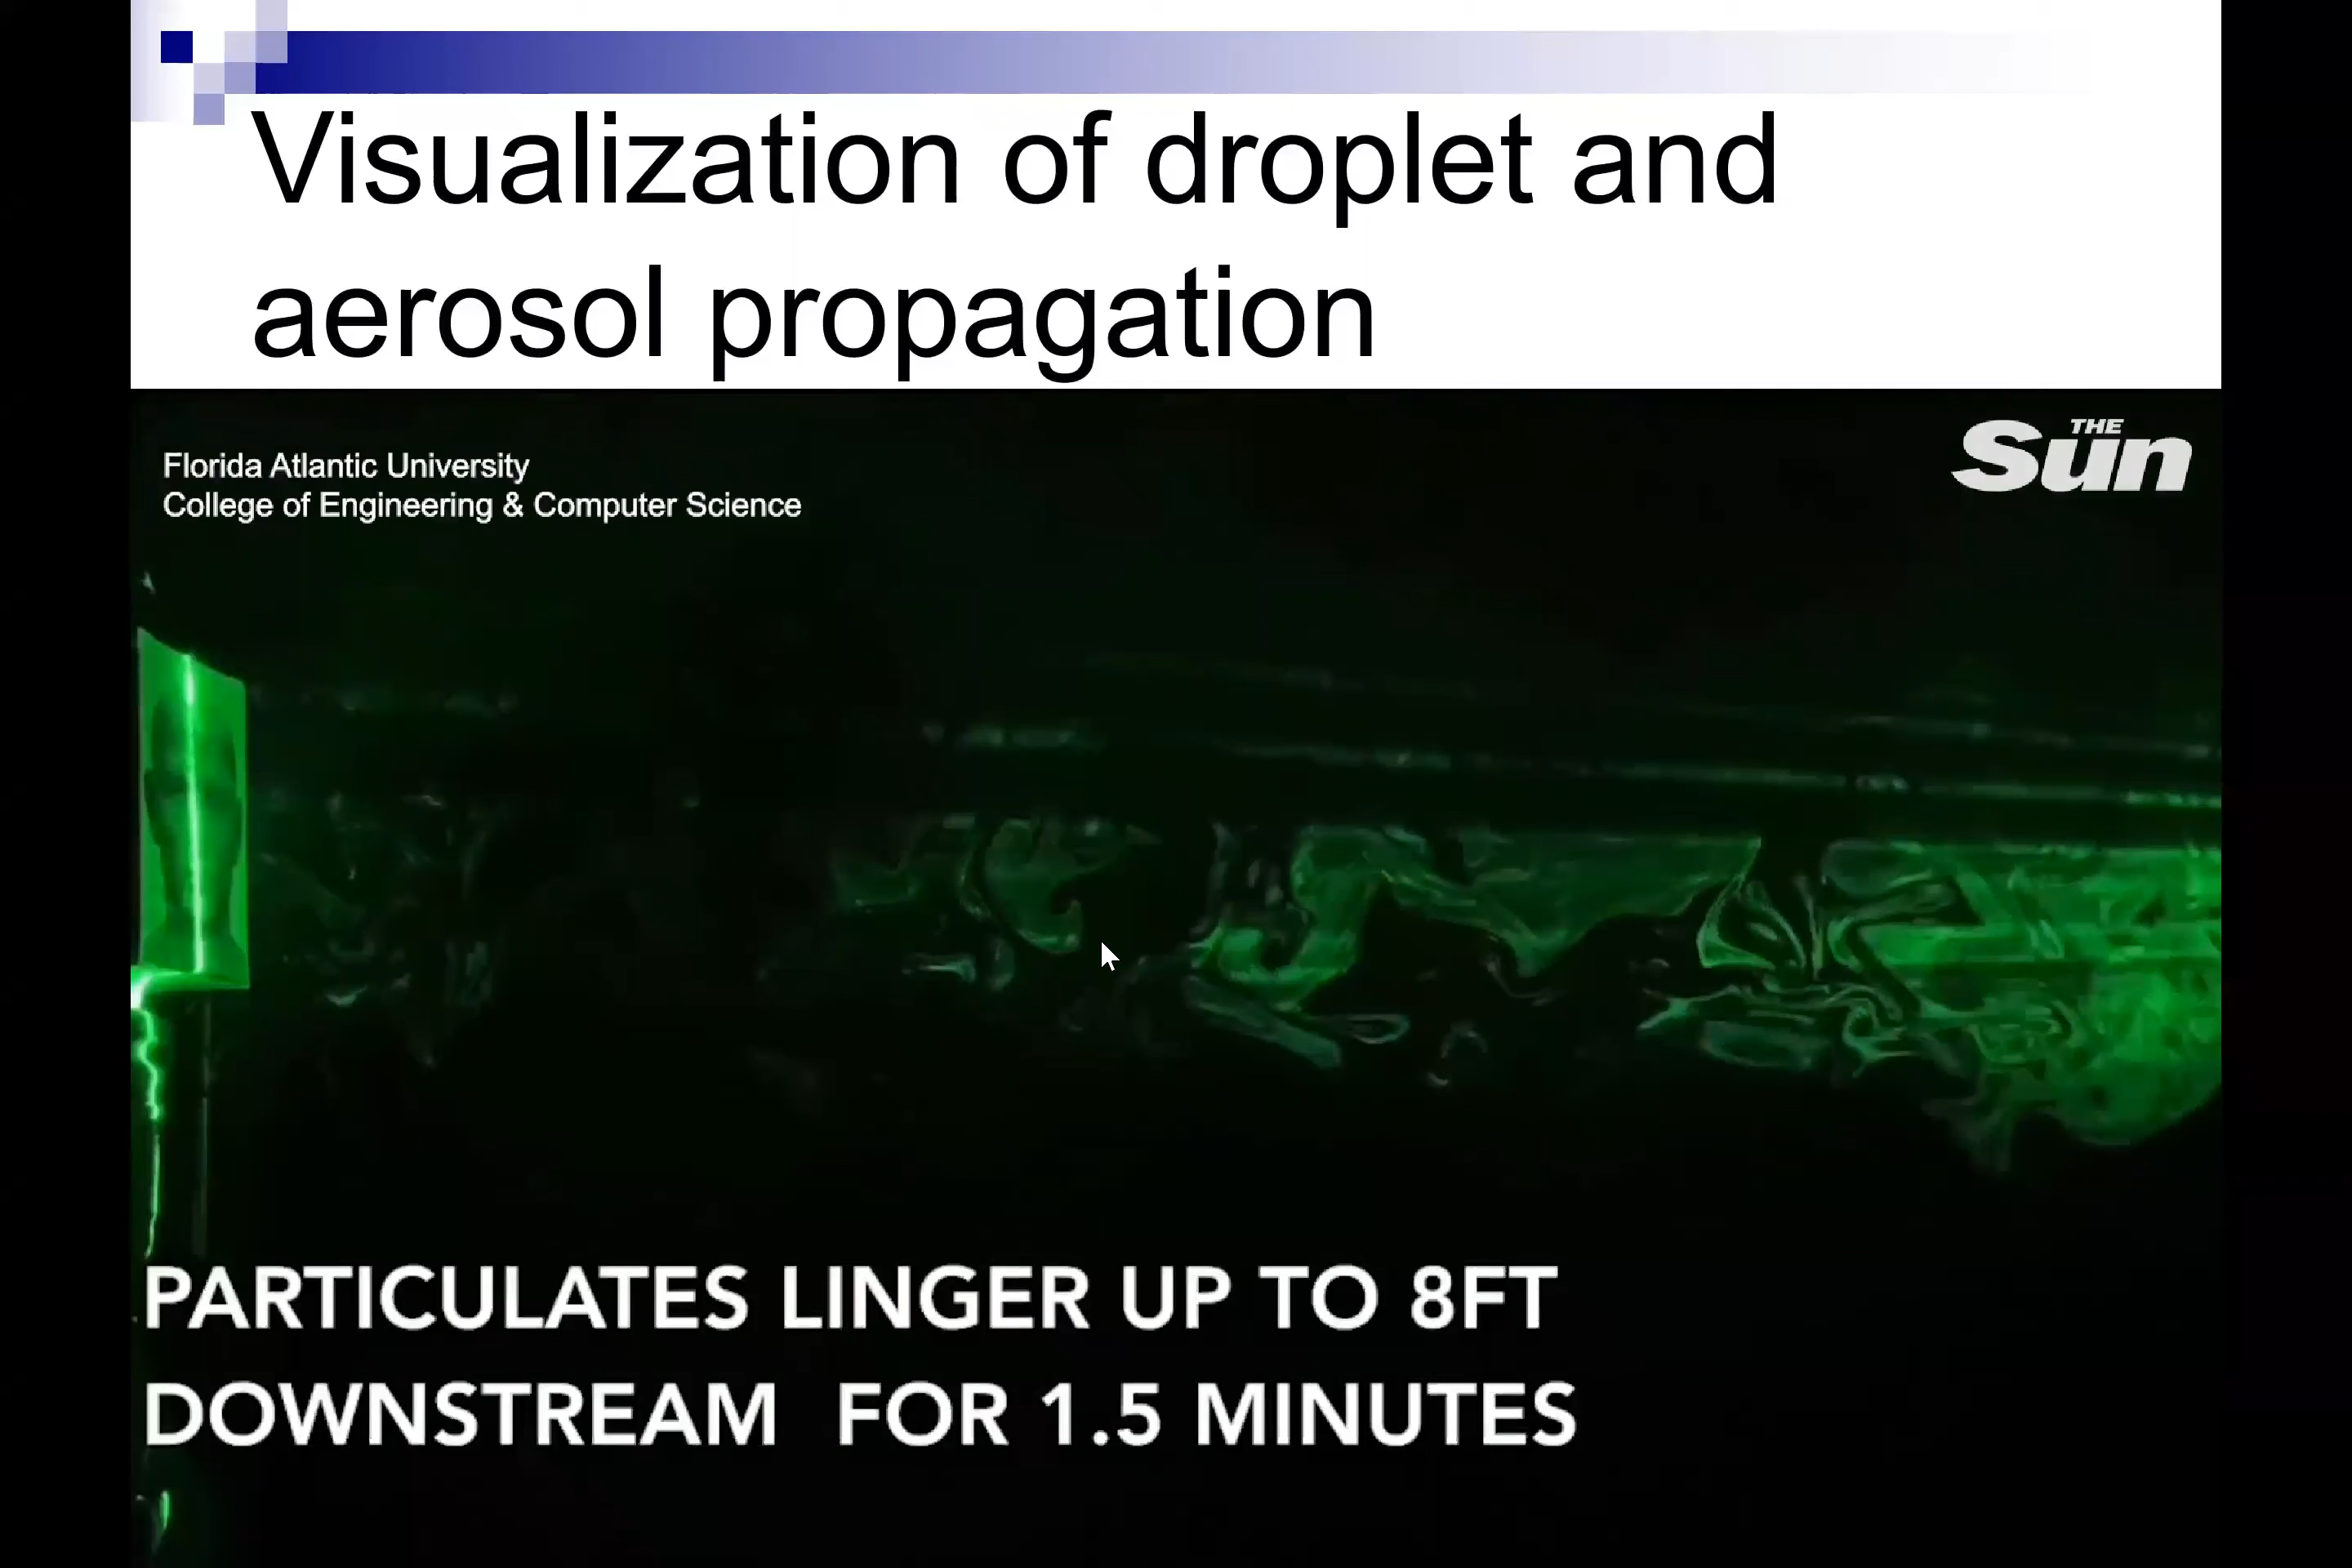 Visualization of droplet and
aerosol propagation
Florida Atlantic University
College of Engineering & Computer Science
THE
Sun
PARTICULATES LINGER UP TO 8FT
DOWNSTREAM FOR 1.5 MINUTES